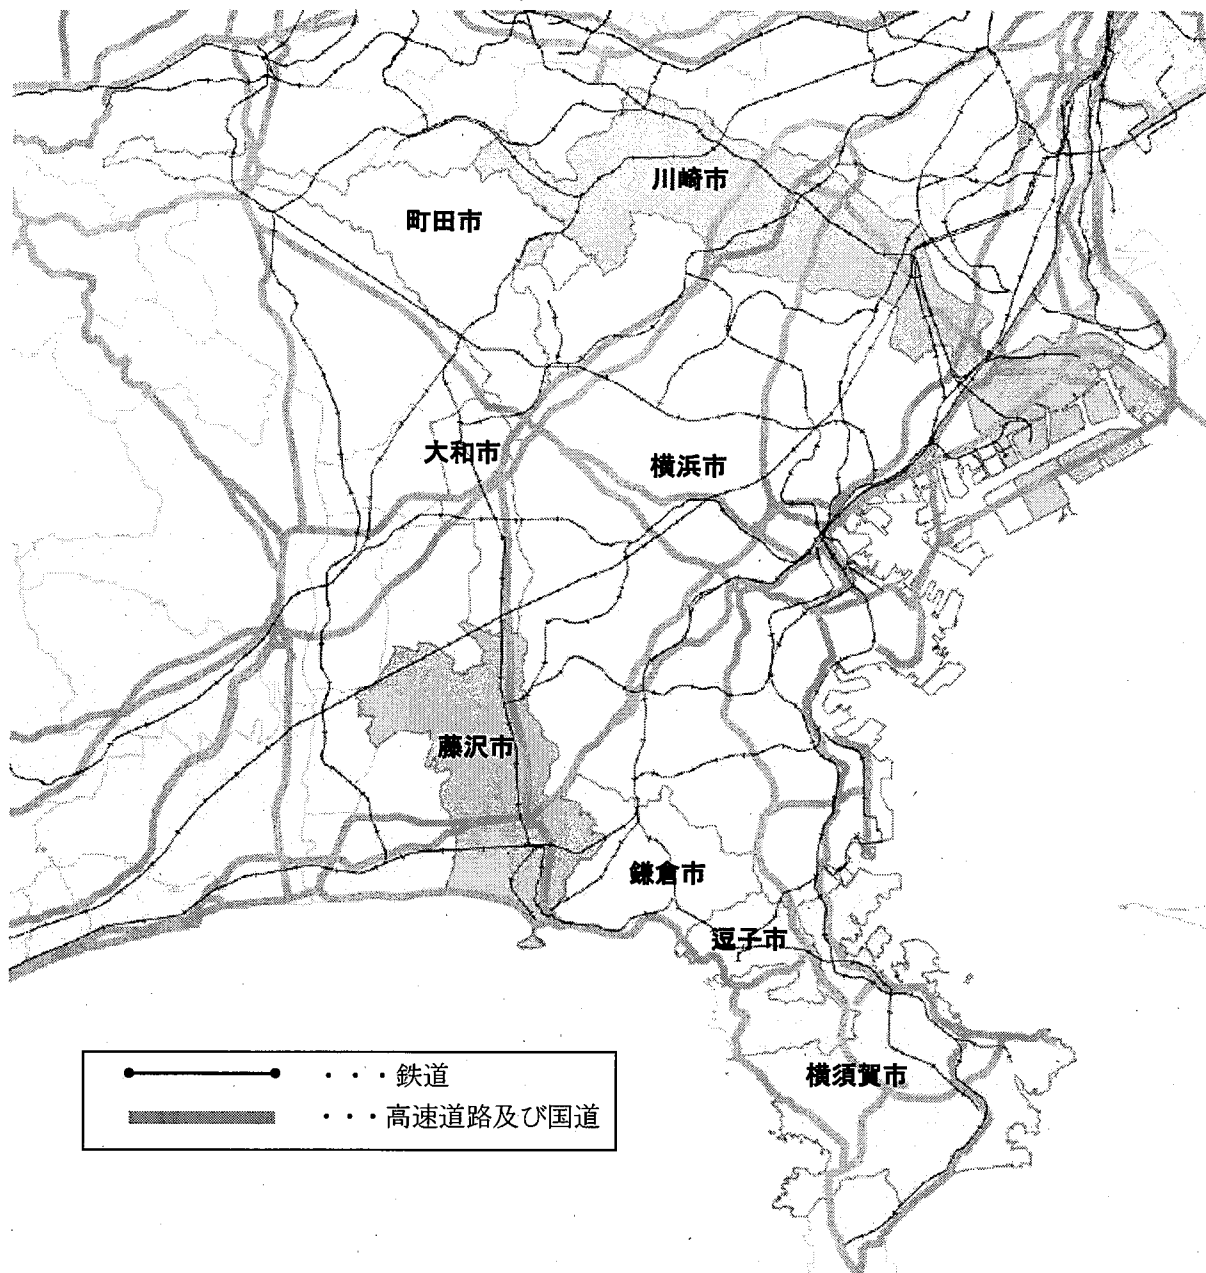 川崎市
町田市
大和市
横浜市
藤沢市
鎌倉市
逗子市
横須賀市
・・・鉄道
・・・高速道路及び国道